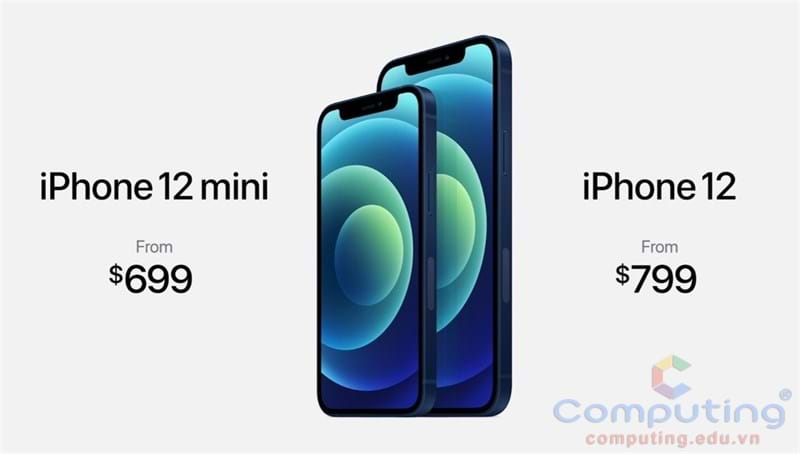 iPhone 12 mini
From
$699
iPhone 12
From
$799
Computing®
computing.edu.vn